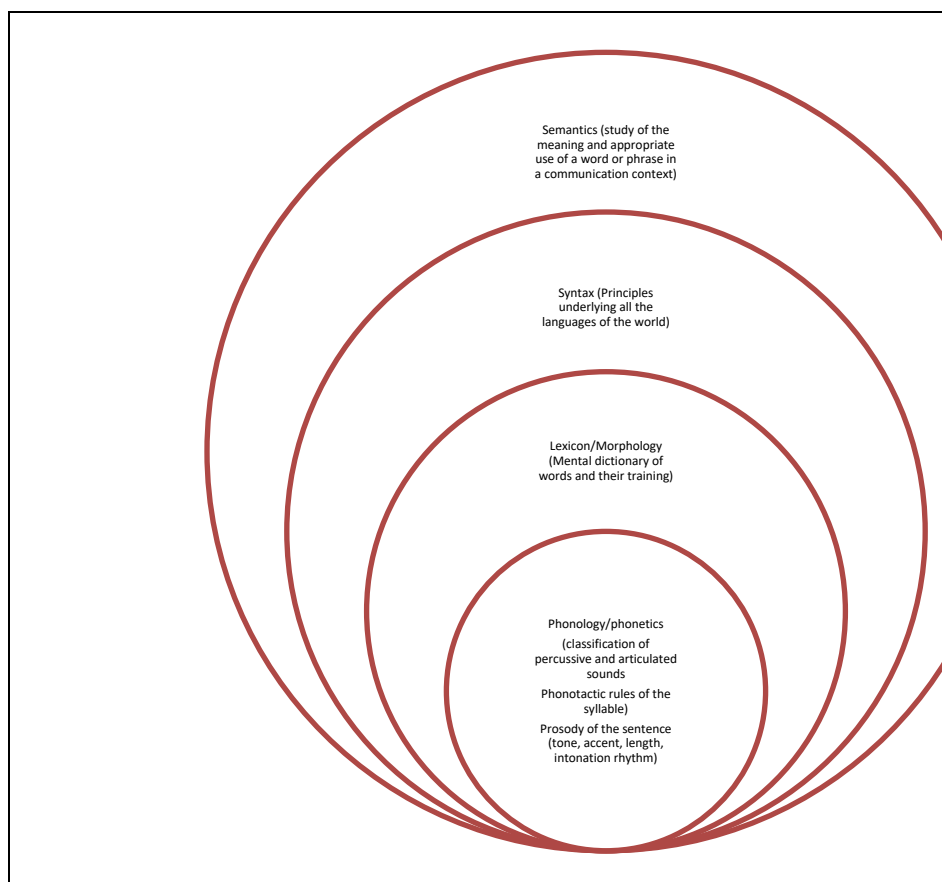 Semantics (study of the
meaning and appropriate
use of a word or phrase in
a communication context)
Syntax (Principles
underlying all the
languages of the world)
Lexicon/Morphology
(Mental dictionary of
words and their training)
Phonology/phonetics
(classification of
percussive and articulated
sounds
Phonotactic rules of the
syllable)
Prosody of the sentence
(tone, accent, length,
intonation rhythm)